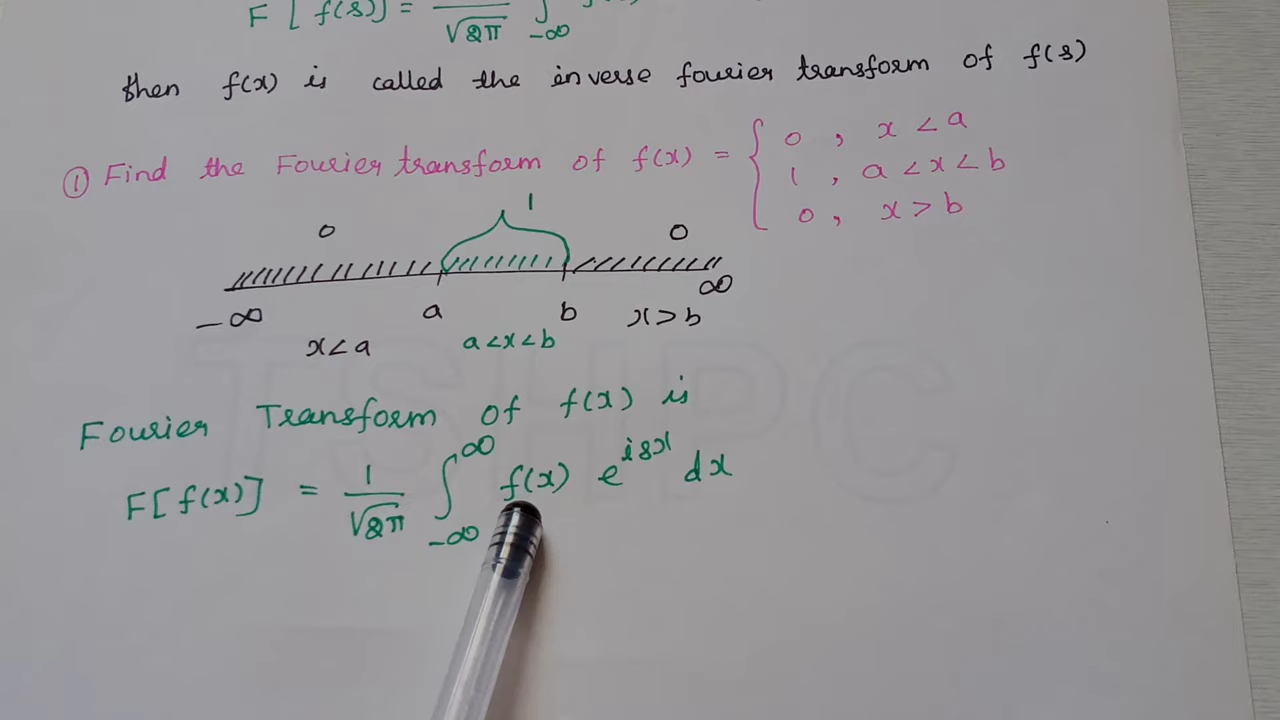 F [ f(s)] = 1/√2π ∫ -∞
then f(x) is called the inverse fourier transform of f(s)
① Find the Fourier transform of f(x) = { 0 , x < a
1 , a < x < b
0 , x > b
1
0 0
-∞ a b ∞
x < a a < x < b x > b
Fourier Transform of f(x) is
F[f(x)] = 1/√2π ∫ -∞ ∞ f(x) e^isx dx
TSHPC